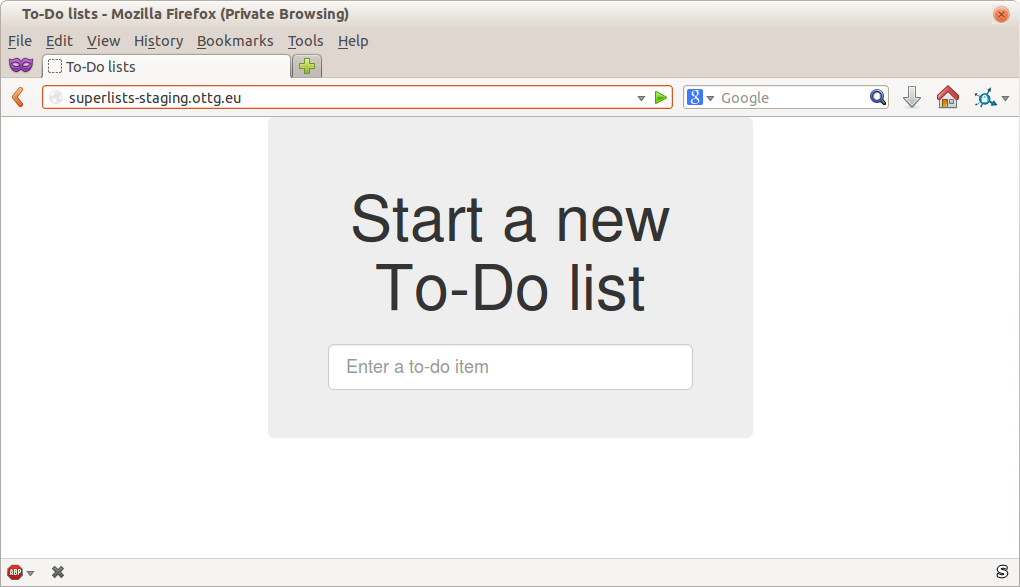 To-Do lists - Mozilla Firefox (Private Browsing)
File Edit View History Bookmarks Tools Help
To-Do lists
superlists-staging.ottg.eu
8 Google
Start a new
To-Do list
Enter a to-do item
ABP
S